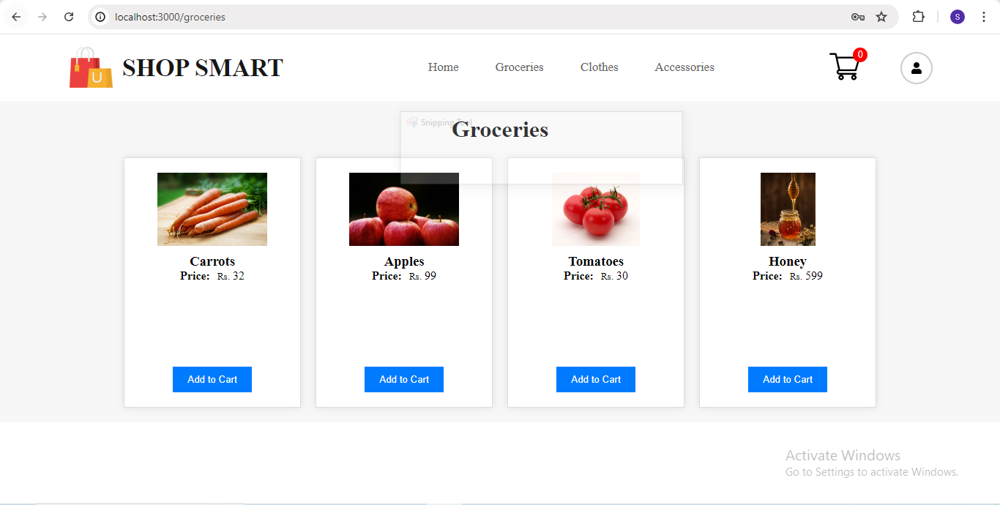 localhost:3000/groceries
S
SHOP SMART
Home
Groceries
Clothes
Accessories
0
U
Snipping Tool
Groceries
Carrots
Price: Rs. 32
Add to Cart
Apples
Price: Rs. 99
Add to Cart
Tomatoes
Price: Rs. 30
Add to Cart
Honey
Price: Rs. 599
Add to Cart
Activate Windows
Go to Settings to activate Windows.